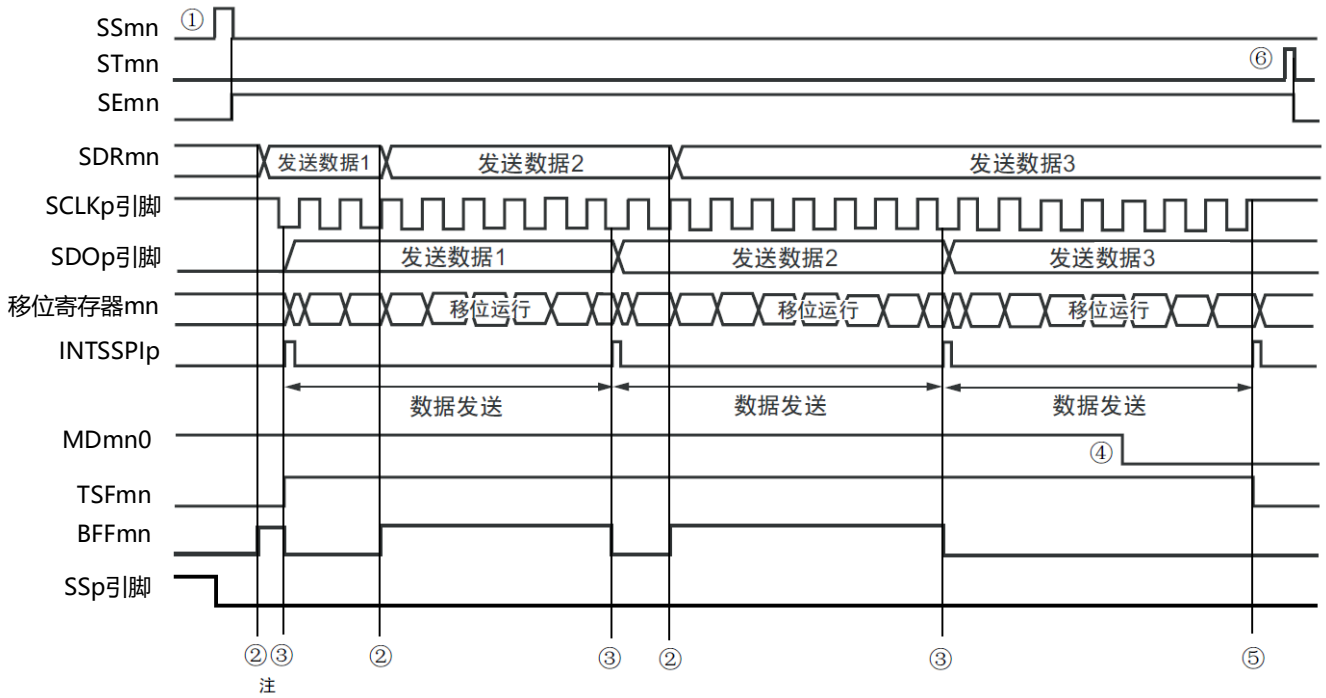 SSmn ①
STmn ⑥
SEmn
SDRmn 发送数据1 发送数据2 发送数据3
SCLKp引脚
SDOp引脚 发送数据1 发送数据2 发送数据3
移位寄存器mn 移位运行 移位运行 移位运行
INTSSPIp
数据发送 数据发送 数据发送
MDmn0 ④
TSFmn
BFFmn
SSp引脚
②③ ② ③ ② ③ ⑤
注